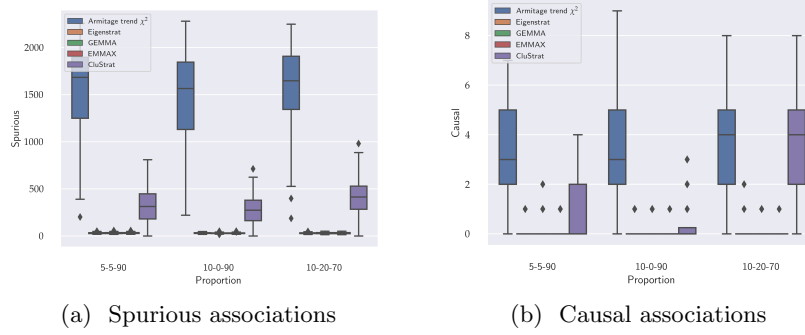 Armitage trend χ²
Eigenstrat
GEMMA
EMMAX
CluStrat
2000
1500
1000
500
0
Spurious
5-5-90
10-0-90
10-20-70
Proportion
(a) Spurious associations
Armitage trend χ²
Eigenstrat
GEMMA
EMMAX
CluStrat
8
6
4
2
0
Causal
5-5-90
10-0-90
10-20-70
Proportion
(b) Causal associations